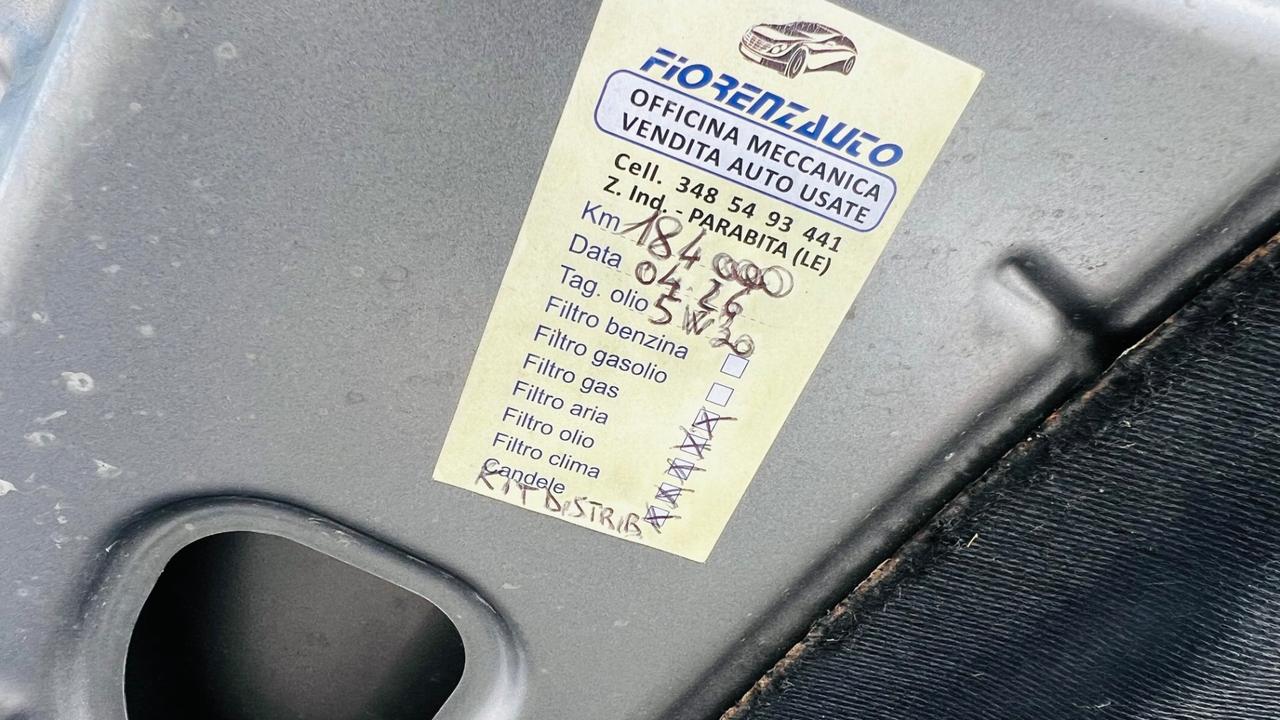 FiORENZAUTO
OFFICINA MECCANICA
VENDITA AUTO USATE
Cell. 348 54 93 441
Z. Ind. - PARABITA (LE)
Km 184 000
Data 04.26
Tag. olio 5W30
Filtro benzina
Filtro gasolio
Filtro gas
Filtro aria
Filtro olio
Filtro clima
Candele
KIT DISTRIB